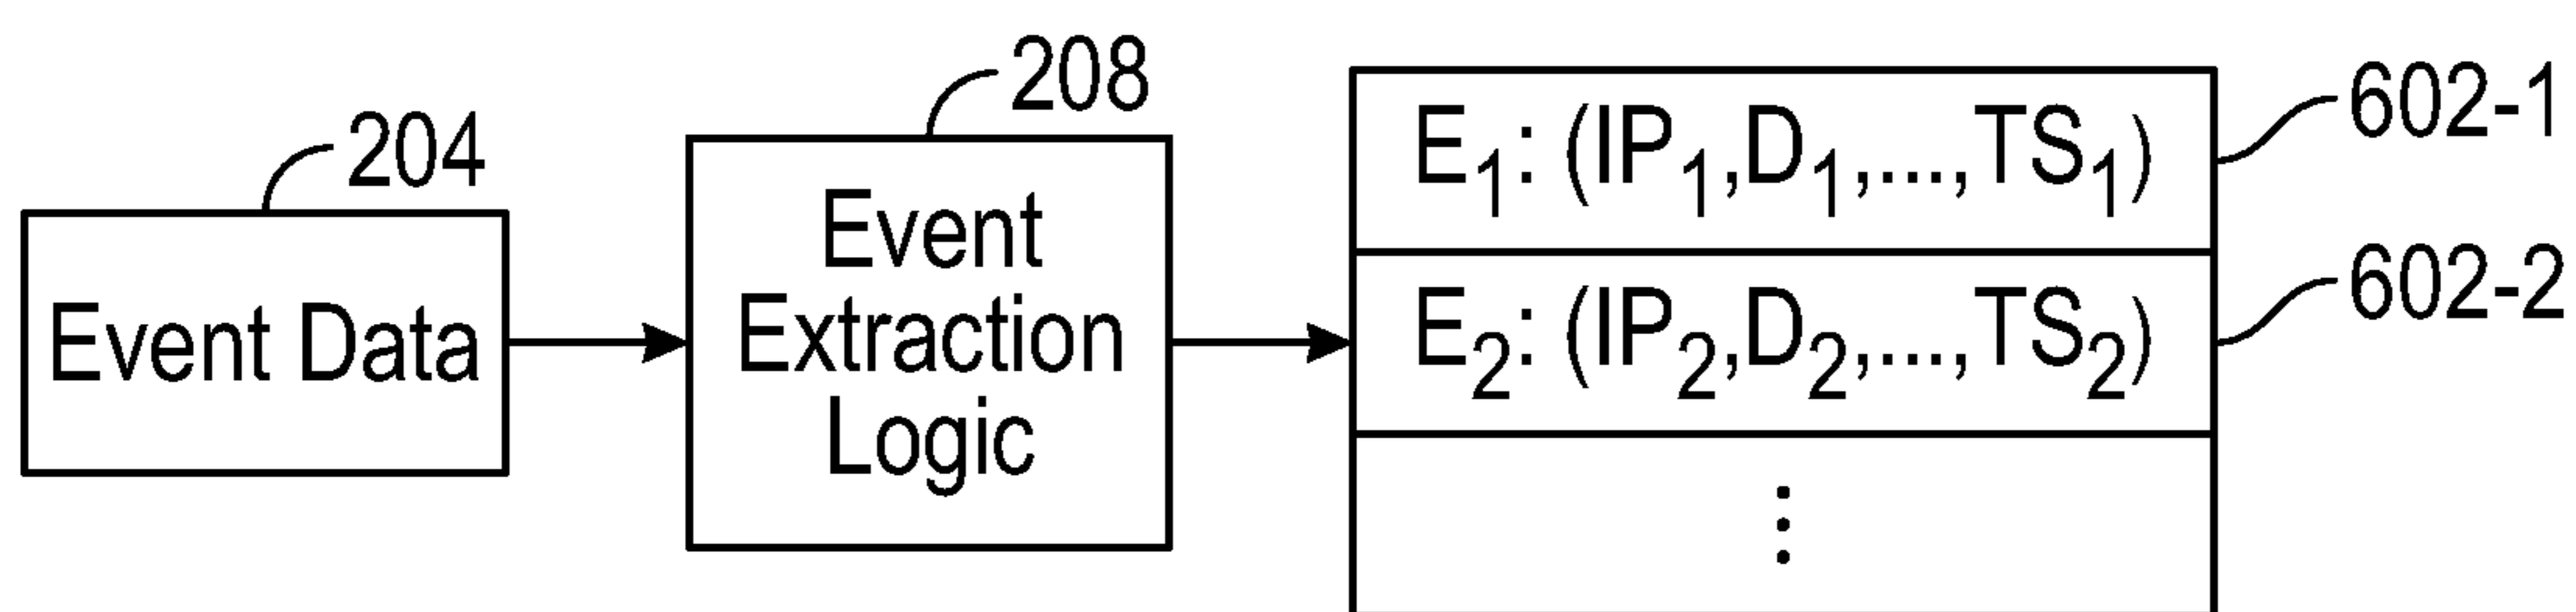 204
Event Data
208
Event
Extraction
Logic
E₁: (IP₁,D₁,...,TS₁)
602-1
E₂: (IP₂,D₂,...,TS₂)
602-2
⋮